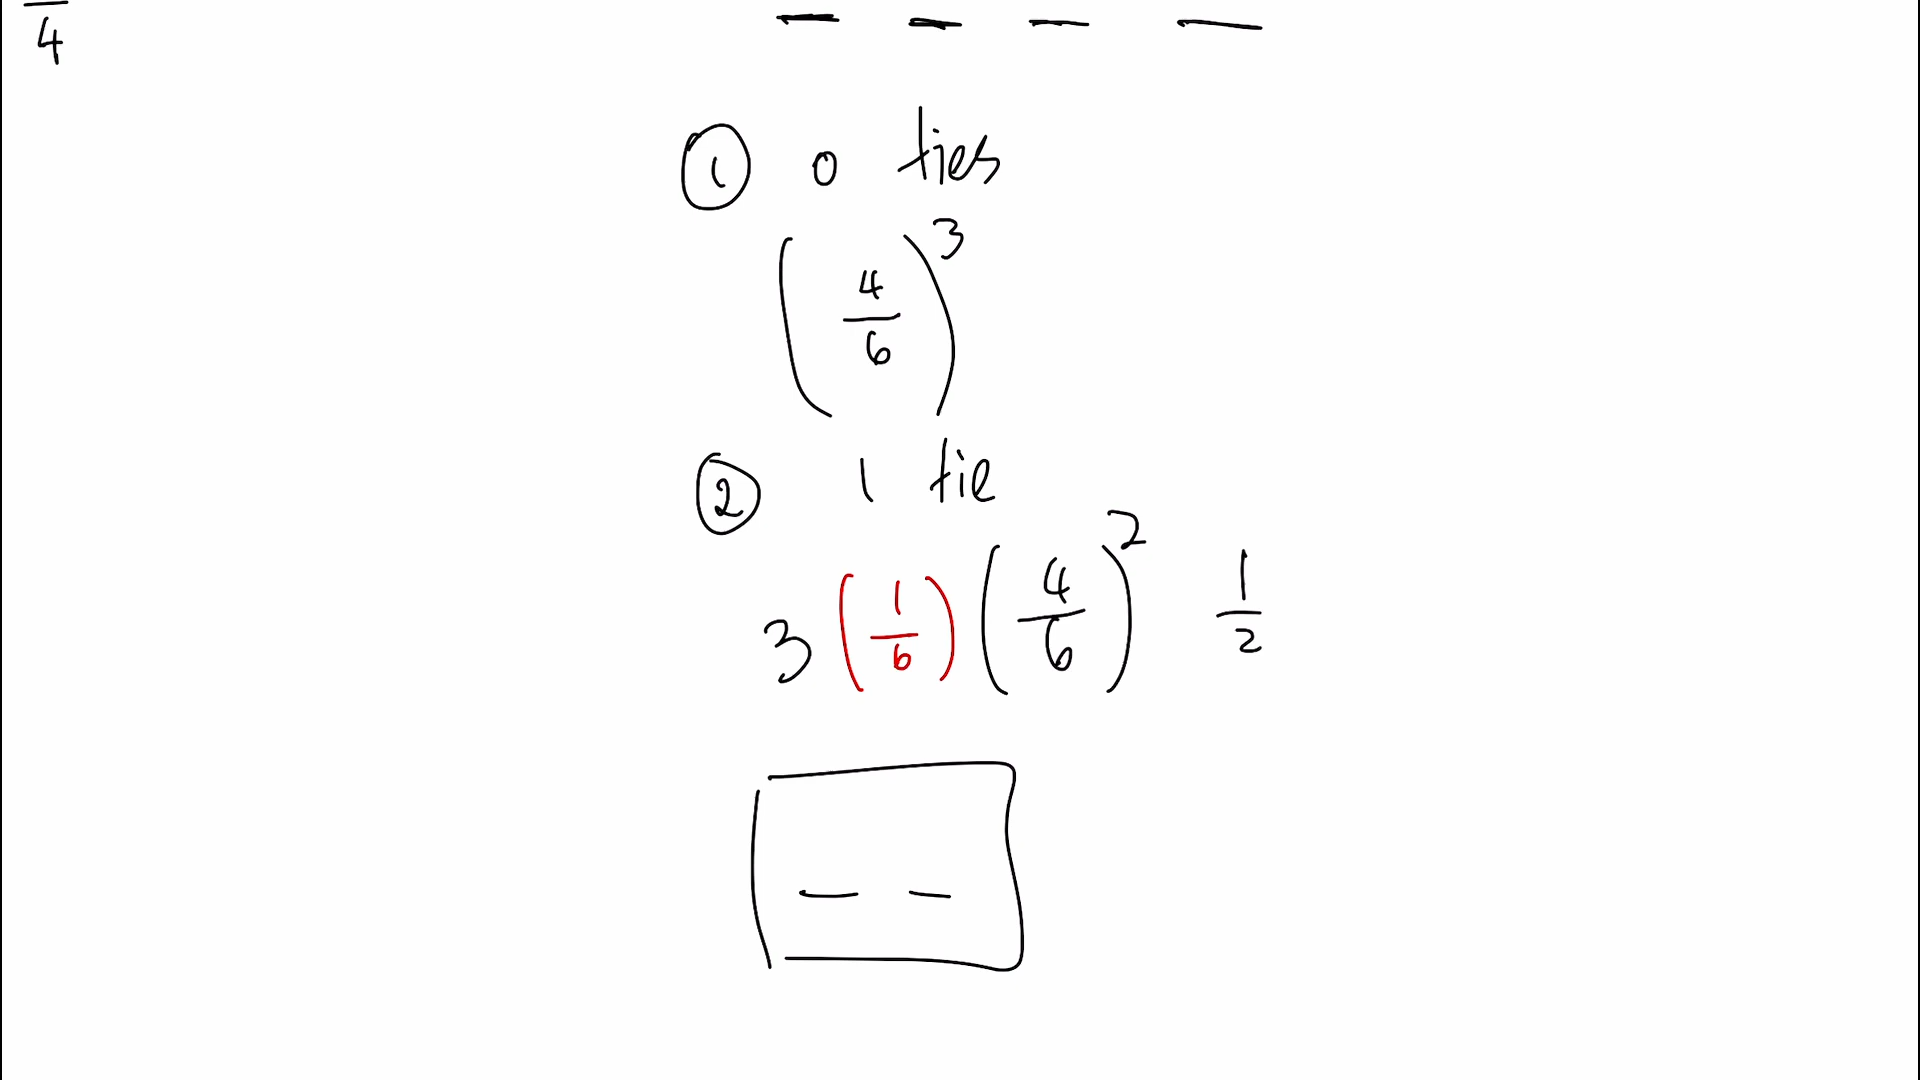 4
① 0 ties
(4/6)^3
② 1 tie
3 (1/6) (4/6)^2 1/2